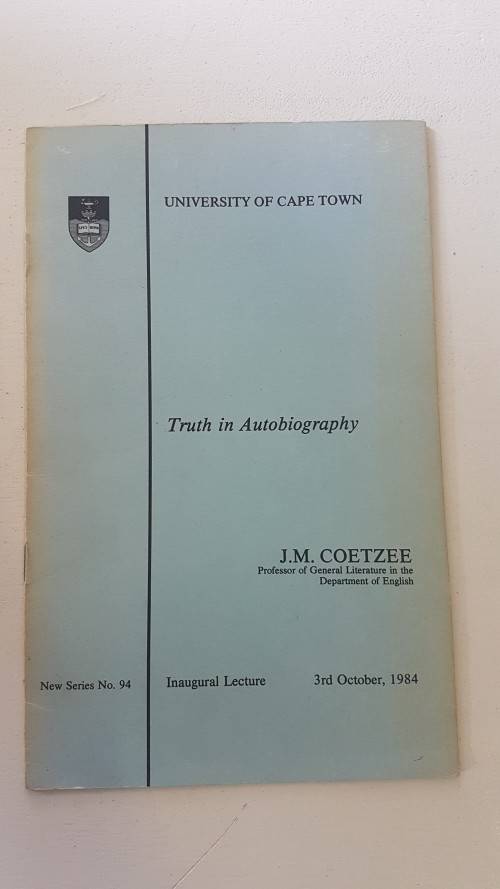 UNIVERSITY OF CAPE TOWN
Truth in Autobiography
J.M. COETZEE
Professor of General Literature in the
Department of English
New Series No. 94
Inaugural Lecture
3rd October, 1984